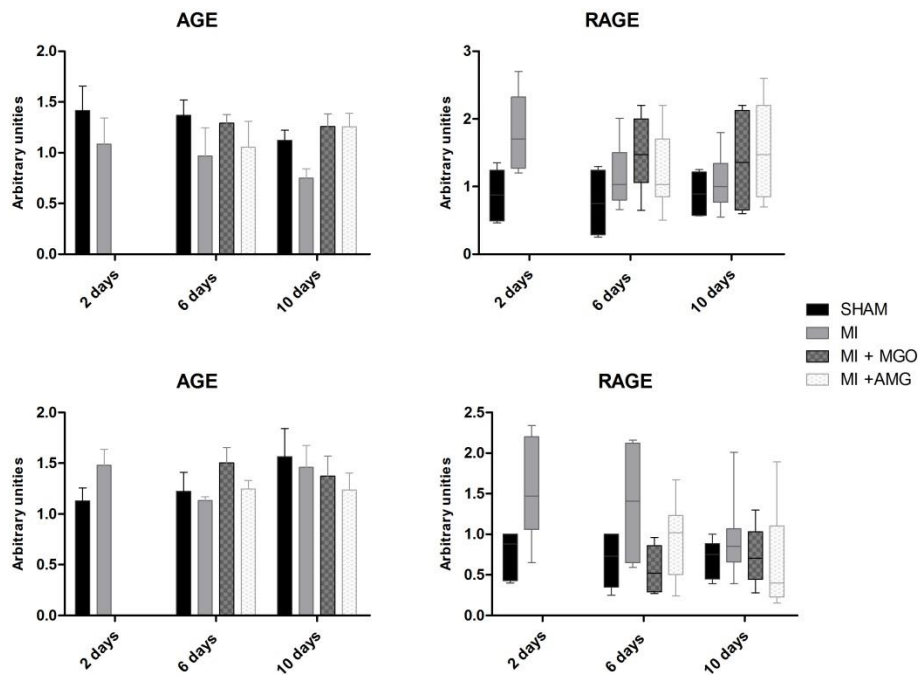 AGE
2.0
1.5
1.0
0.5
0.0
Arbitrary unities
2 days
6 days
10 days
RAGE
3
2
1
0
Arbitrary unities
2 days
6 days
10 days
SHAM
MI
MI + MGO
MI +AMG
AGE
2.0
1.5
1.0
0.5
0.0
Arbitrary unities
2 days
6 days
10 days
RAGE
2.5
2.0
1.5
1.0
0.5
0.0
Arbitrary unities
2 days
6 days
10 days